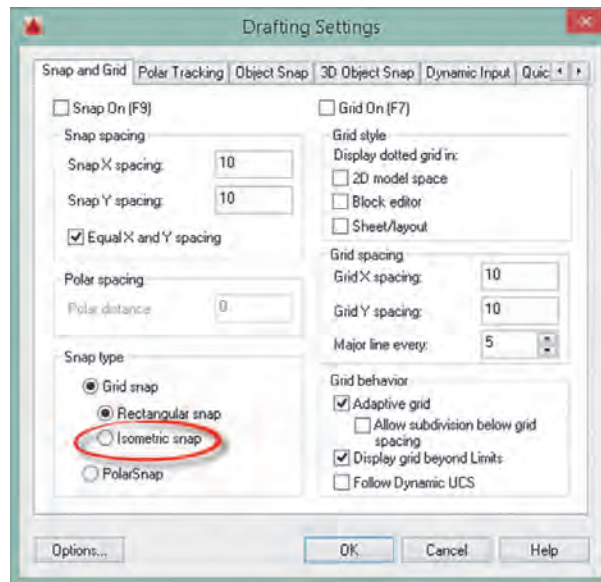 Drafting Settings
Snap and Grid Polar Tracking Object Snap 3D Object Snap Dynamic Input Quic
Snap On (F9)
Snap spacing
Snap X spacing: 10
Snap Y spacing: 10
Equal X and Y spacing
Polar spacing
Polar distance: 0
Snap type
Grid snap
Rectangular snap
Isometric snap
PolarSnap
Grid On (F7)
Grid style
Display dotted grid in:
2D model space
Block editor
Sheet/layout
Grid spacing
Grid X spacing: 10
Grid Y spacing: 10
Major line every: 5
Grid behavior
Adaptive grid
Allow subdivision below grid
spacing
Display grid beyond Limits
Follow Dynamic UCS
Options... OK Cancel Help